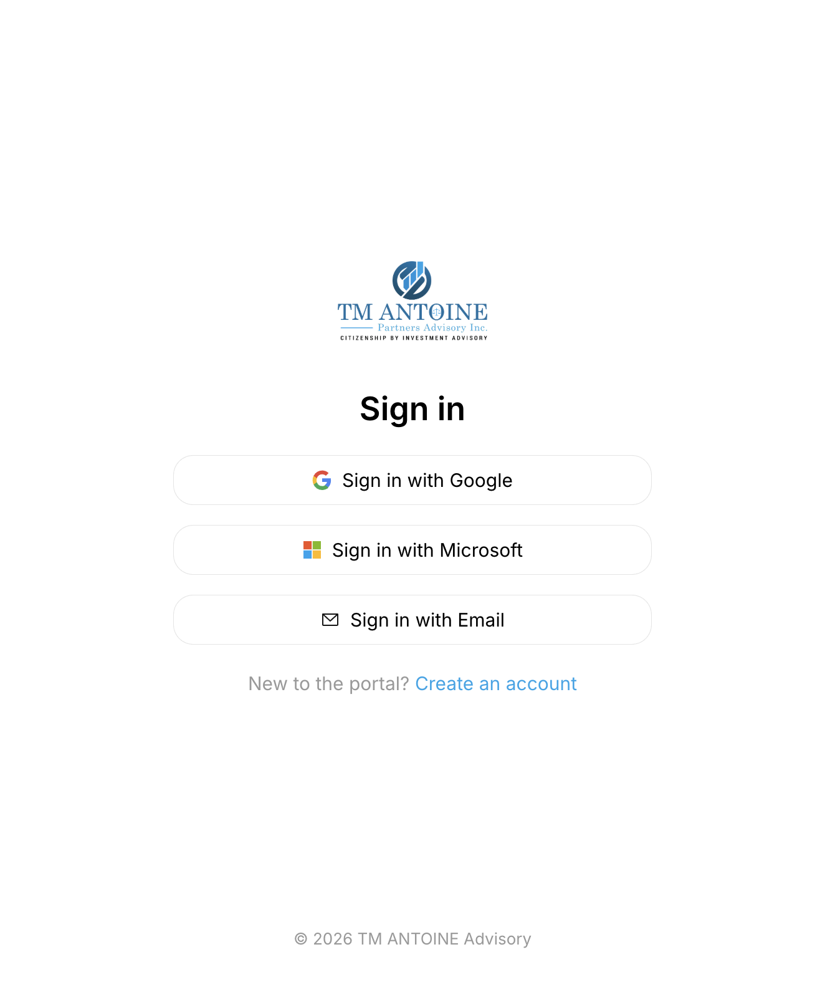 TM ANTOINE
Partners Advisory Inc.
CITIZENSHIP BY INVESTMENT ADVISORY
Sign in
Sign in with Google
Sign in with Microsoft
Sign in with Email
New to the portal? Create an account
© 2026 TM ANTOINE Advisory